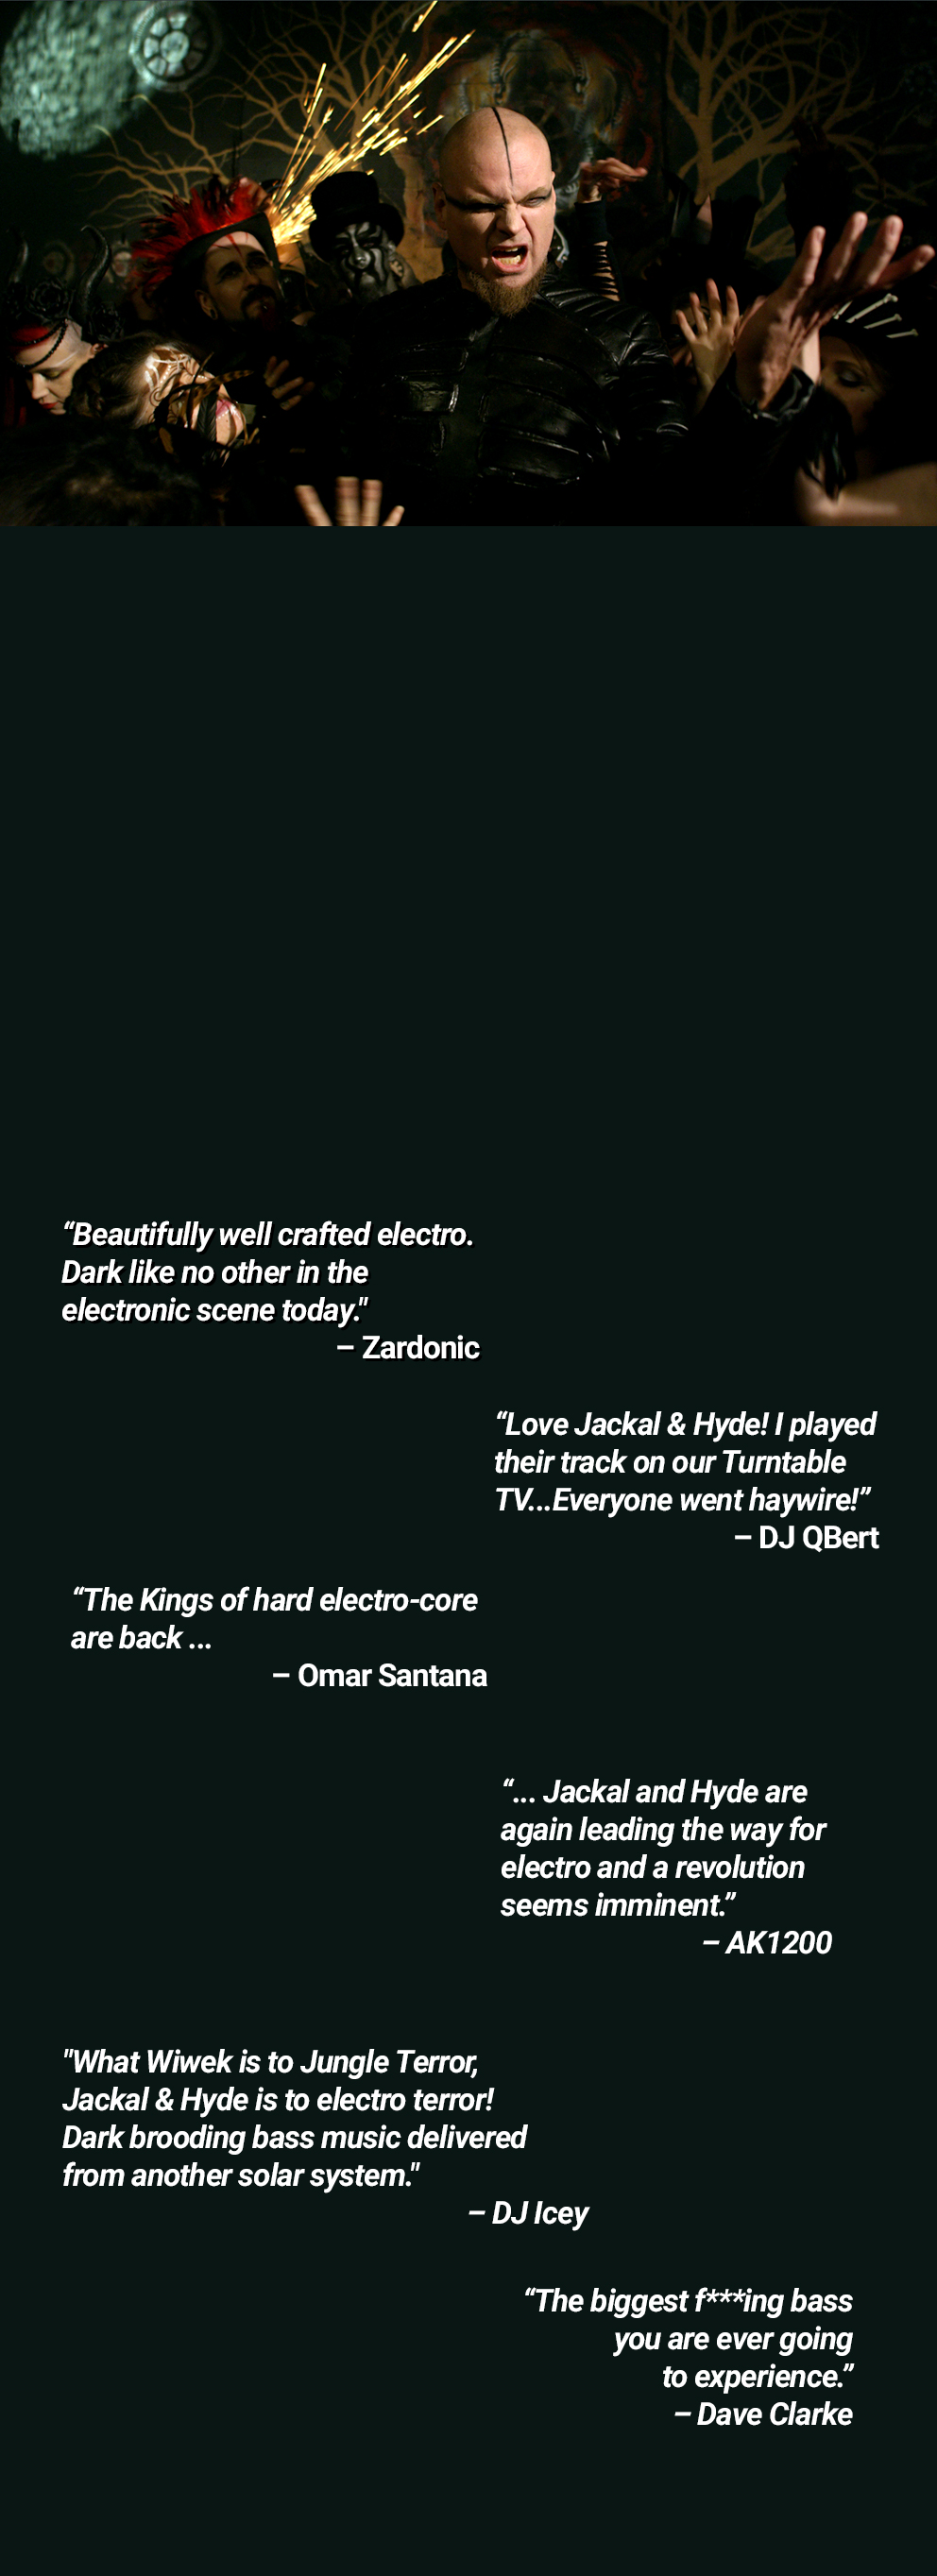 “Beautifully well crafted electro.
Dark like no other in the
electronic scene today."
– Zardonic
“Love Jackal & Hyde! I played
their track on our Turntable
TV...Everyone went haywire!”
– DJ QBert
“The Kings of hard electro-core
are back ...
– Omar Santana
“... Jackal and Hyde are
again leading the way for
electro and a revolution
seems imminent.”
– AK1200
"What Wiwek is to Jungle Terror,
Jackal & Hyde is to electro terror!
Dark brooding bass music delivered
from another solar system."
– DJ Icey
“The biggest f***ing bass
you are ever going
to experience.”
– Dave Clarke